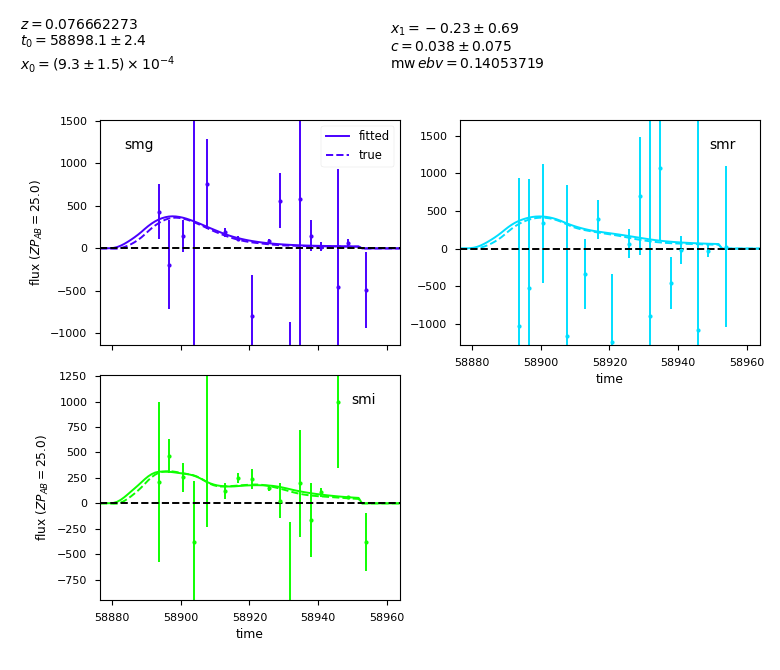 z = 0.076662273
t₀ = 58898.1 ± 2.4
x₀ = (9.3 ± 1.5) × 10⁻⁴
x₁ = −0.23 ± 0.69
c = 0.038 ± 0.075
mw ebv = 0.14053719
smg
fitted
true
1500
1000
500
0
−500
−1000
flux (ZP_AB = 25.0)
smr
1500
1000
500
0
−500
−1000
58880 58900 58920 58940 58960
time
smi
1250
1000
750
500
250
0
−250
−500
−750
flux (ZP_AB = 25.0)
58880 58900 58920 58940 58960
time